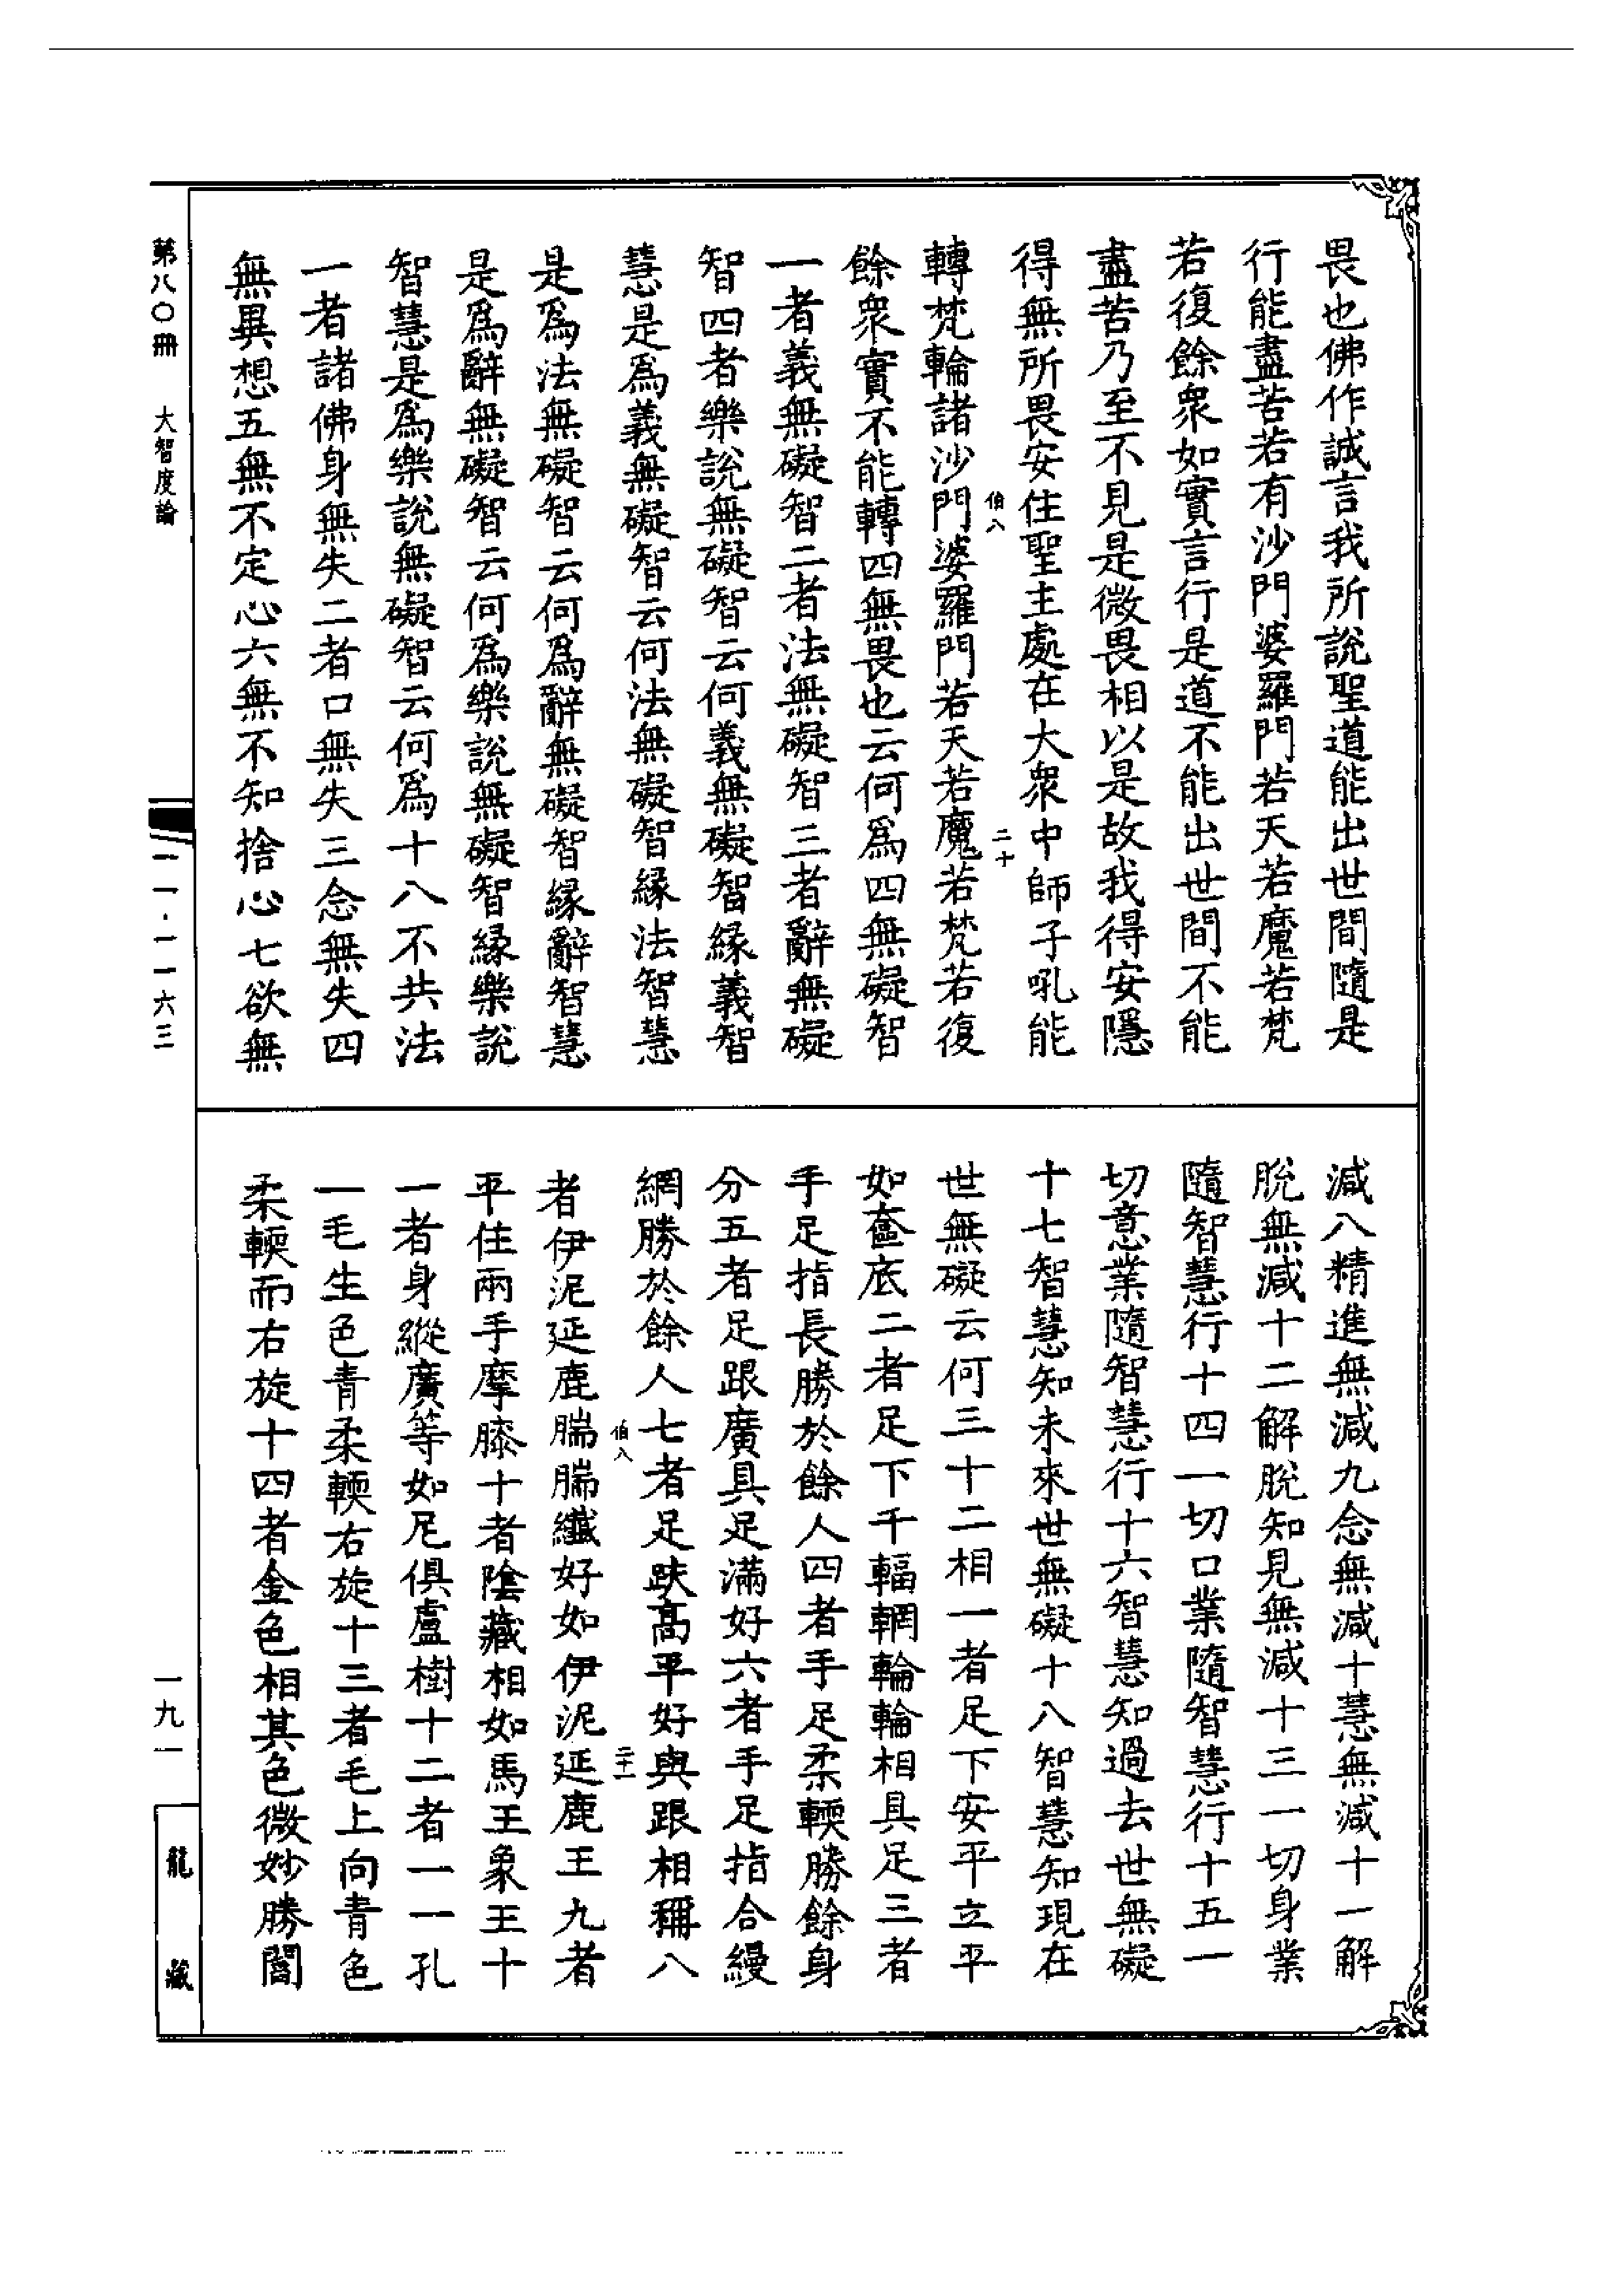 畏也佛作誠言我所說聖道能出世間隨是
行能盡苦若有沙門婆羅門若天若魔若梵
若復餘衆如實言行是道不能出世間不能
盡苦乃至不見是微畏相以是故我得安隱
得無所畏安住聖主處在大衆中師子吼能
伯八
二十
轉梵輪諸沙門婆羅門若天若魔若梵若復
餘衆實不能轉四無畏也云何爲四無礙智
一者義無礙智二者法無礙智三者辭無礙
智四者樂說無礙智云何義無礙智緣義智
慧是爲義無礙智云何法無礙智緣法智慧
是爲法無礙智云何爲辭無礙智緣辭智慧
是爲辭無礙智云何爲樂說無礙智緣樂說
智慧是爲樂說無礙智云何爲十八不共法
一者諸佛身無失二者口無失三念無失四
無異想五無不定心六無不知捨心七欲無
減八精進無減九念無減十慧無減十一解
脫無減十二解脫知見無減十三一切身業
隨智慧行十四一切口業隨智慧行十五一
切意業隨智慧行十六智慧知過去世無礙
十七智慧知未來世無礙十八智慧知現在
世無礙云何三十二相一者足下安平立平
如奩底二者足下千輻輞輪輪相具足三者
手足指長勝於餘人四者手足柔輭勝餘身
分五者足跟廣具足滿好六者手足指合縵
網勝於餘人七者足趺高平好與跟相稱八
伯八
二十一
者伊泥延鹿腨腨纖好如伊泥延鹿王九者
平住兩手摩膝十者陰藏相如馬王象王十
一者身縱廣等如尼俱盧樹十二者一一孔
一毛生色青柔輭右旋十三者毛上向青色
柔輭而右旋十四者金色相其色微妙勝閻
第八〇冊 大智度論
一一·一一六三
一九一
龍藏